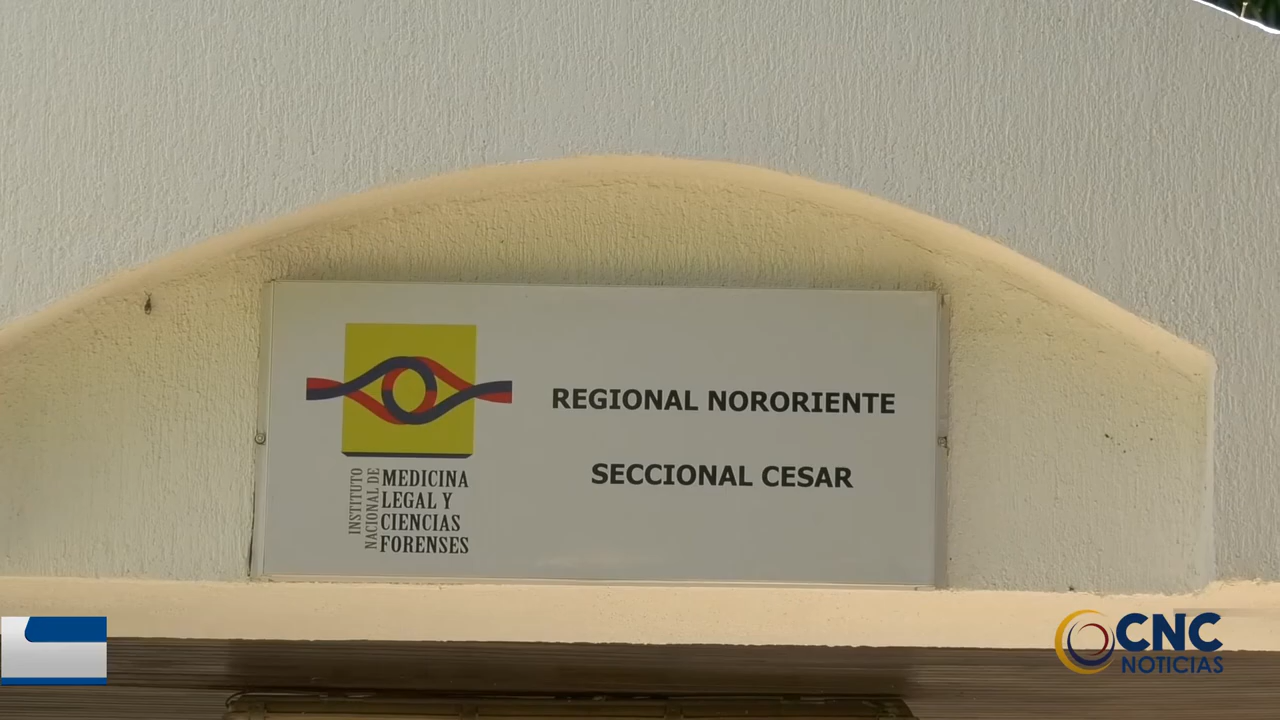 REGIONAL NORORIENTE
SECCIONAL CESAR
INSTITUTO
NACIONAL DE
MEDICINA
LEGAL Y
CIENCIAS
FORENSES
CNC
NOTICIAS